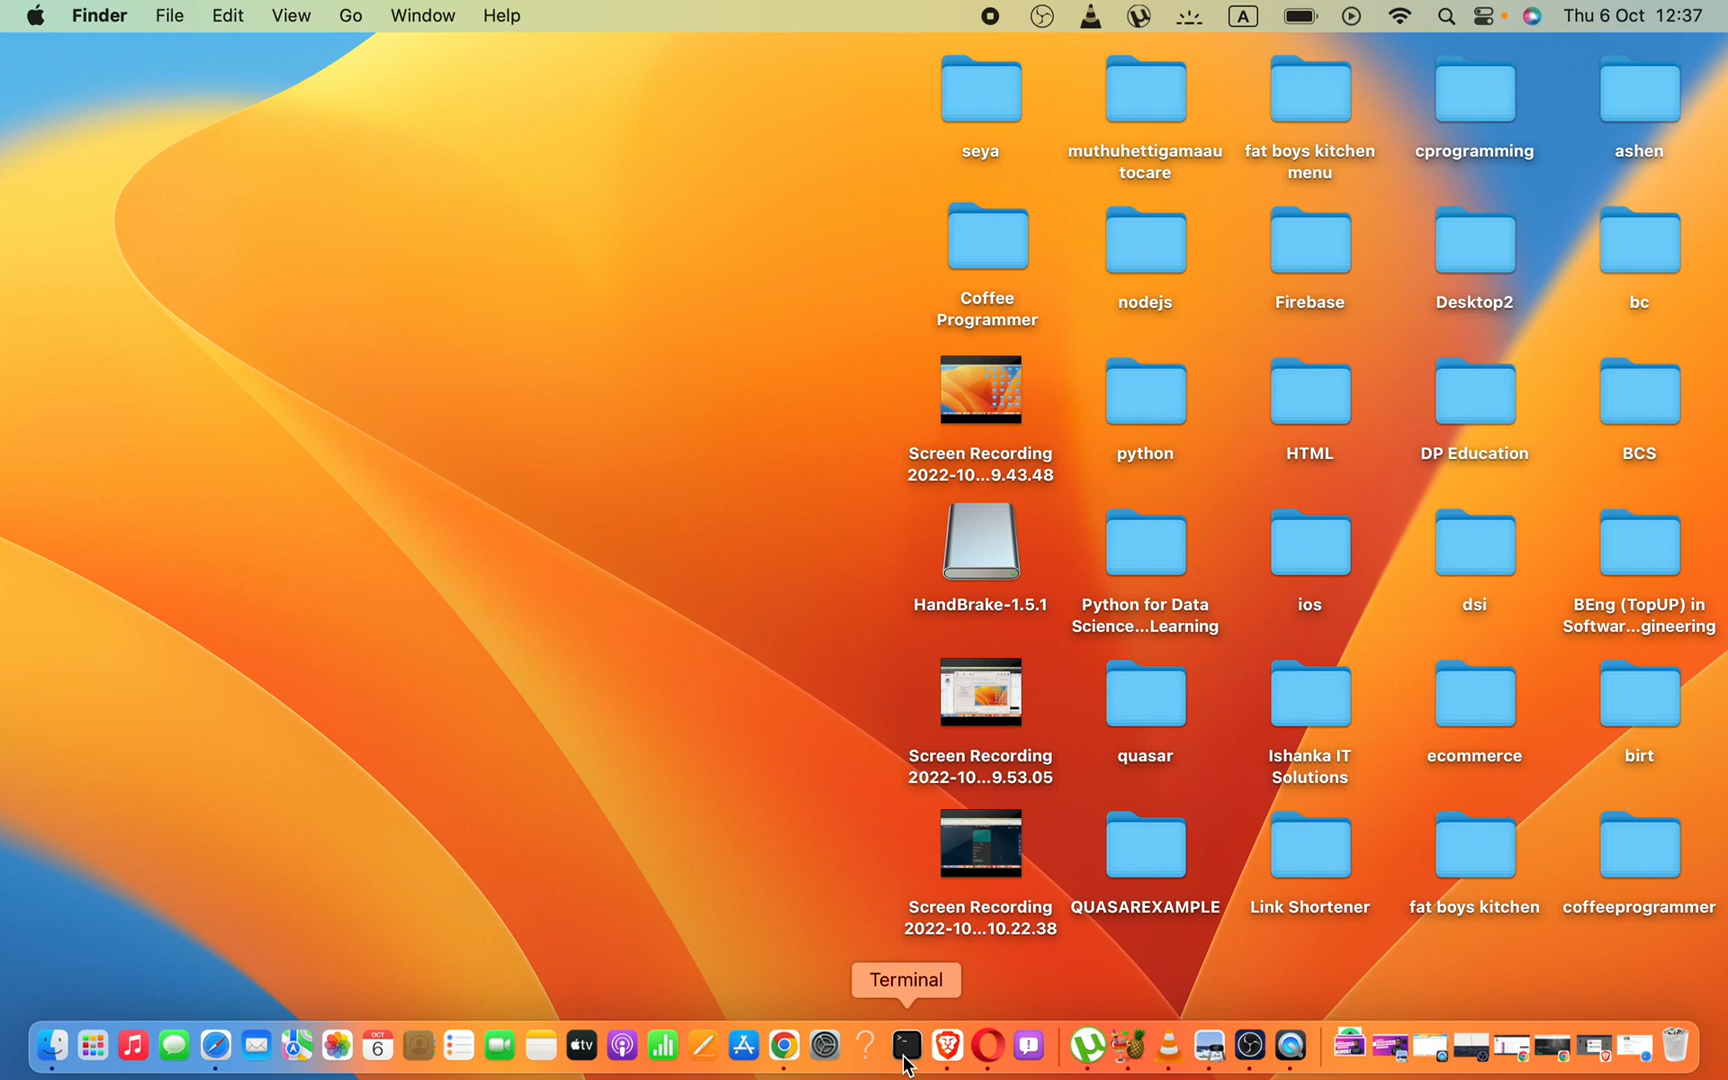 Finder File Edit View Go Window Help A Thu 6 Oct 12:37
seya
muthuhettigamaau
tocare
fat boys kitchen
menu
cprogramming
ashen
Coffee
Programmer
nodejs
Firebase
Desktop2
bc
Screen Recording
2022-10...9.43.48
python
HTML
DP Education
BCS
HandBrake-1.5.1
Python for Data
Science...Learning
ios
dsi
BEng (TopUP) in
Softwar...gineering
Screen Recording
2022-10...9.53.05
quasar
Ishanka IT
Solutions
ecommerce
birt
Screen Recording
2022-10...10.22.38
QUASAREXAMPLE
Link Shortener
fat boys kitchen
coffeeprogrammer
Terminal
OCT
6
tv